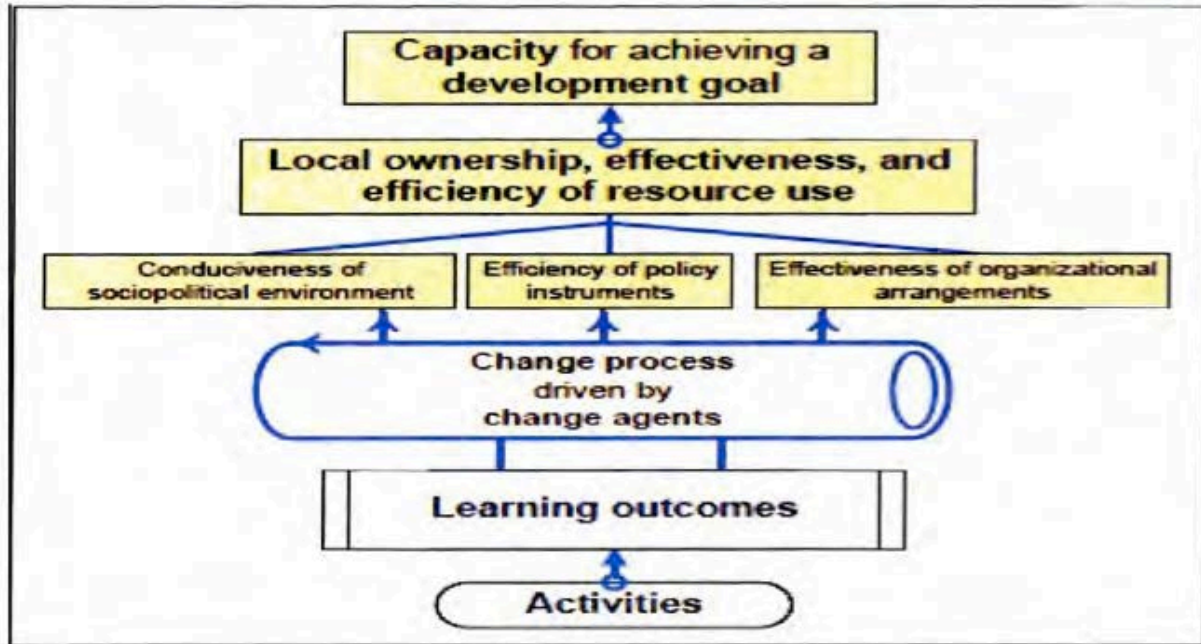 Capacity for achieving a
development goal
Local ownership, effectiveness, and
efficiency of resource use
Conduciveness of
sociopolitical environment
Efficiency of policy
instruments
Effectiveness of organizational
arrangements
Change process
driven by
change agents
Learning outcomes
Activities